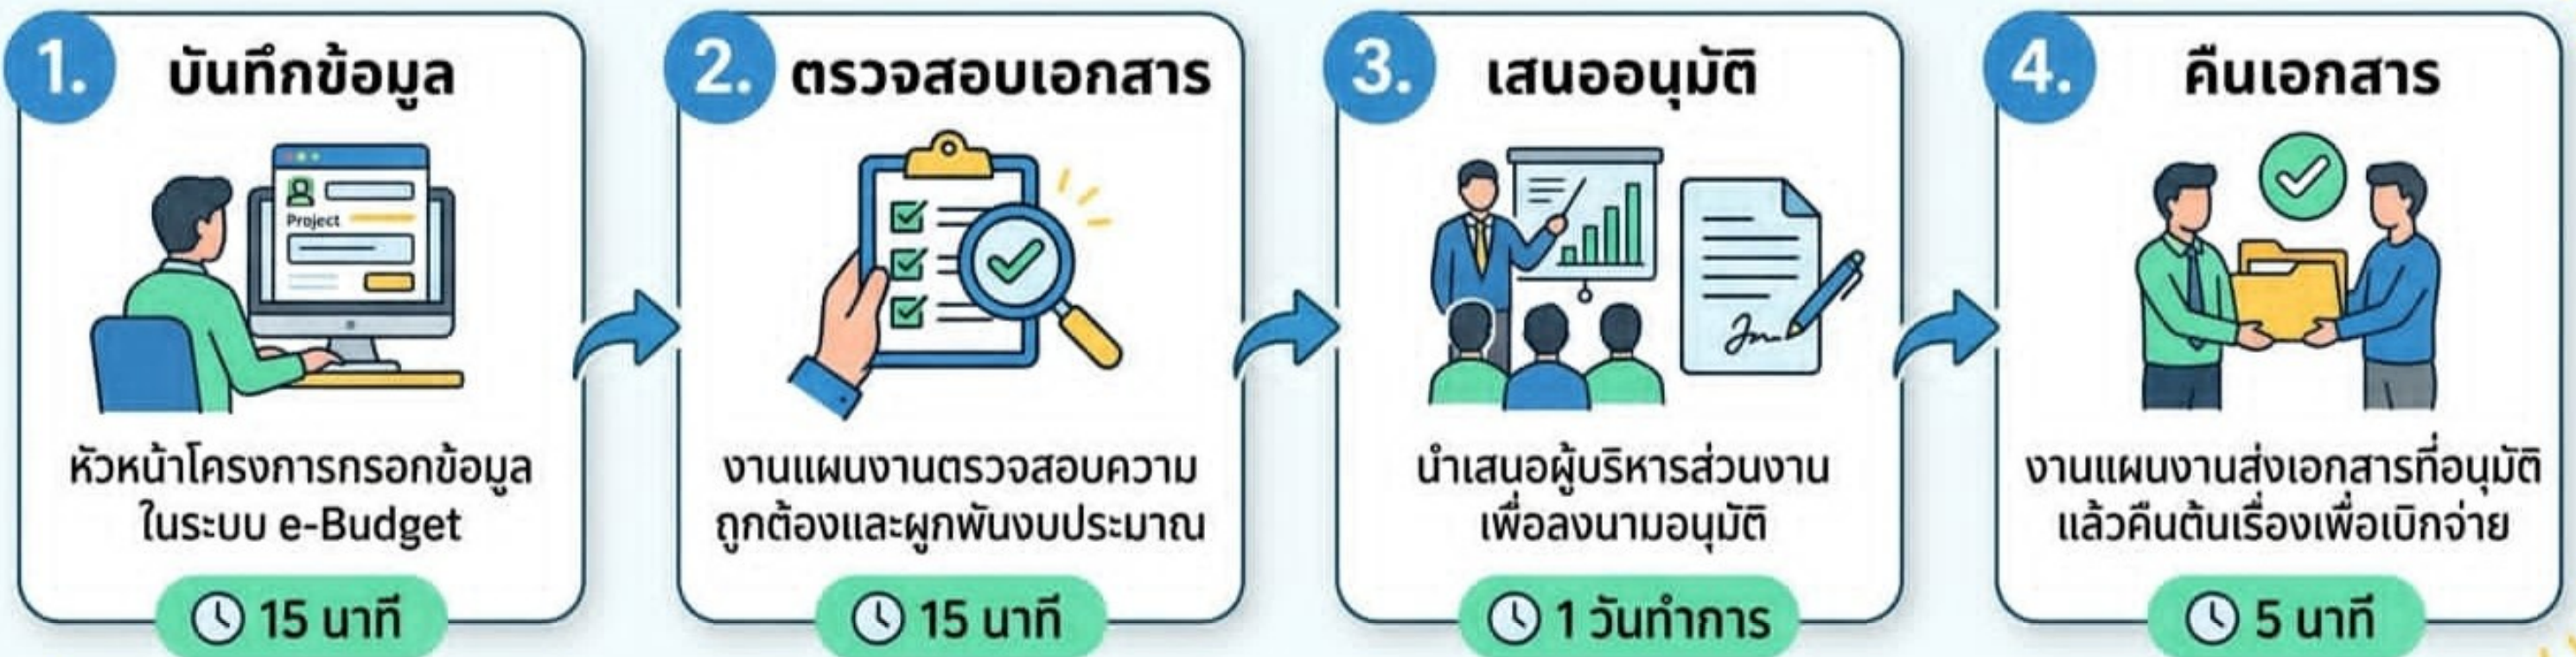 1. บันทึกข้อมูล
Project
หัวหน้าโครงการกรอกข้อมูล
ในระบบ e-Budget
15 นาที
2. ตรวจสอบเอกสาร
งานแผนงานตรวจสอบความ
ถูกต้องและผูกพันงบประมาณ
15 นาที
3. เสนออนุมัติ
นำเสนอผู้บริหารส่วนงาน
เพื่อลงนามอนุมัติ
1 วันทำการ
4. คืนเอกสาร
งานแผนงานส่งเอกสารที่อนุมัติ
แล้วคืนต้นเรื่องเพื่อเบิกจ่าย
5 นาที